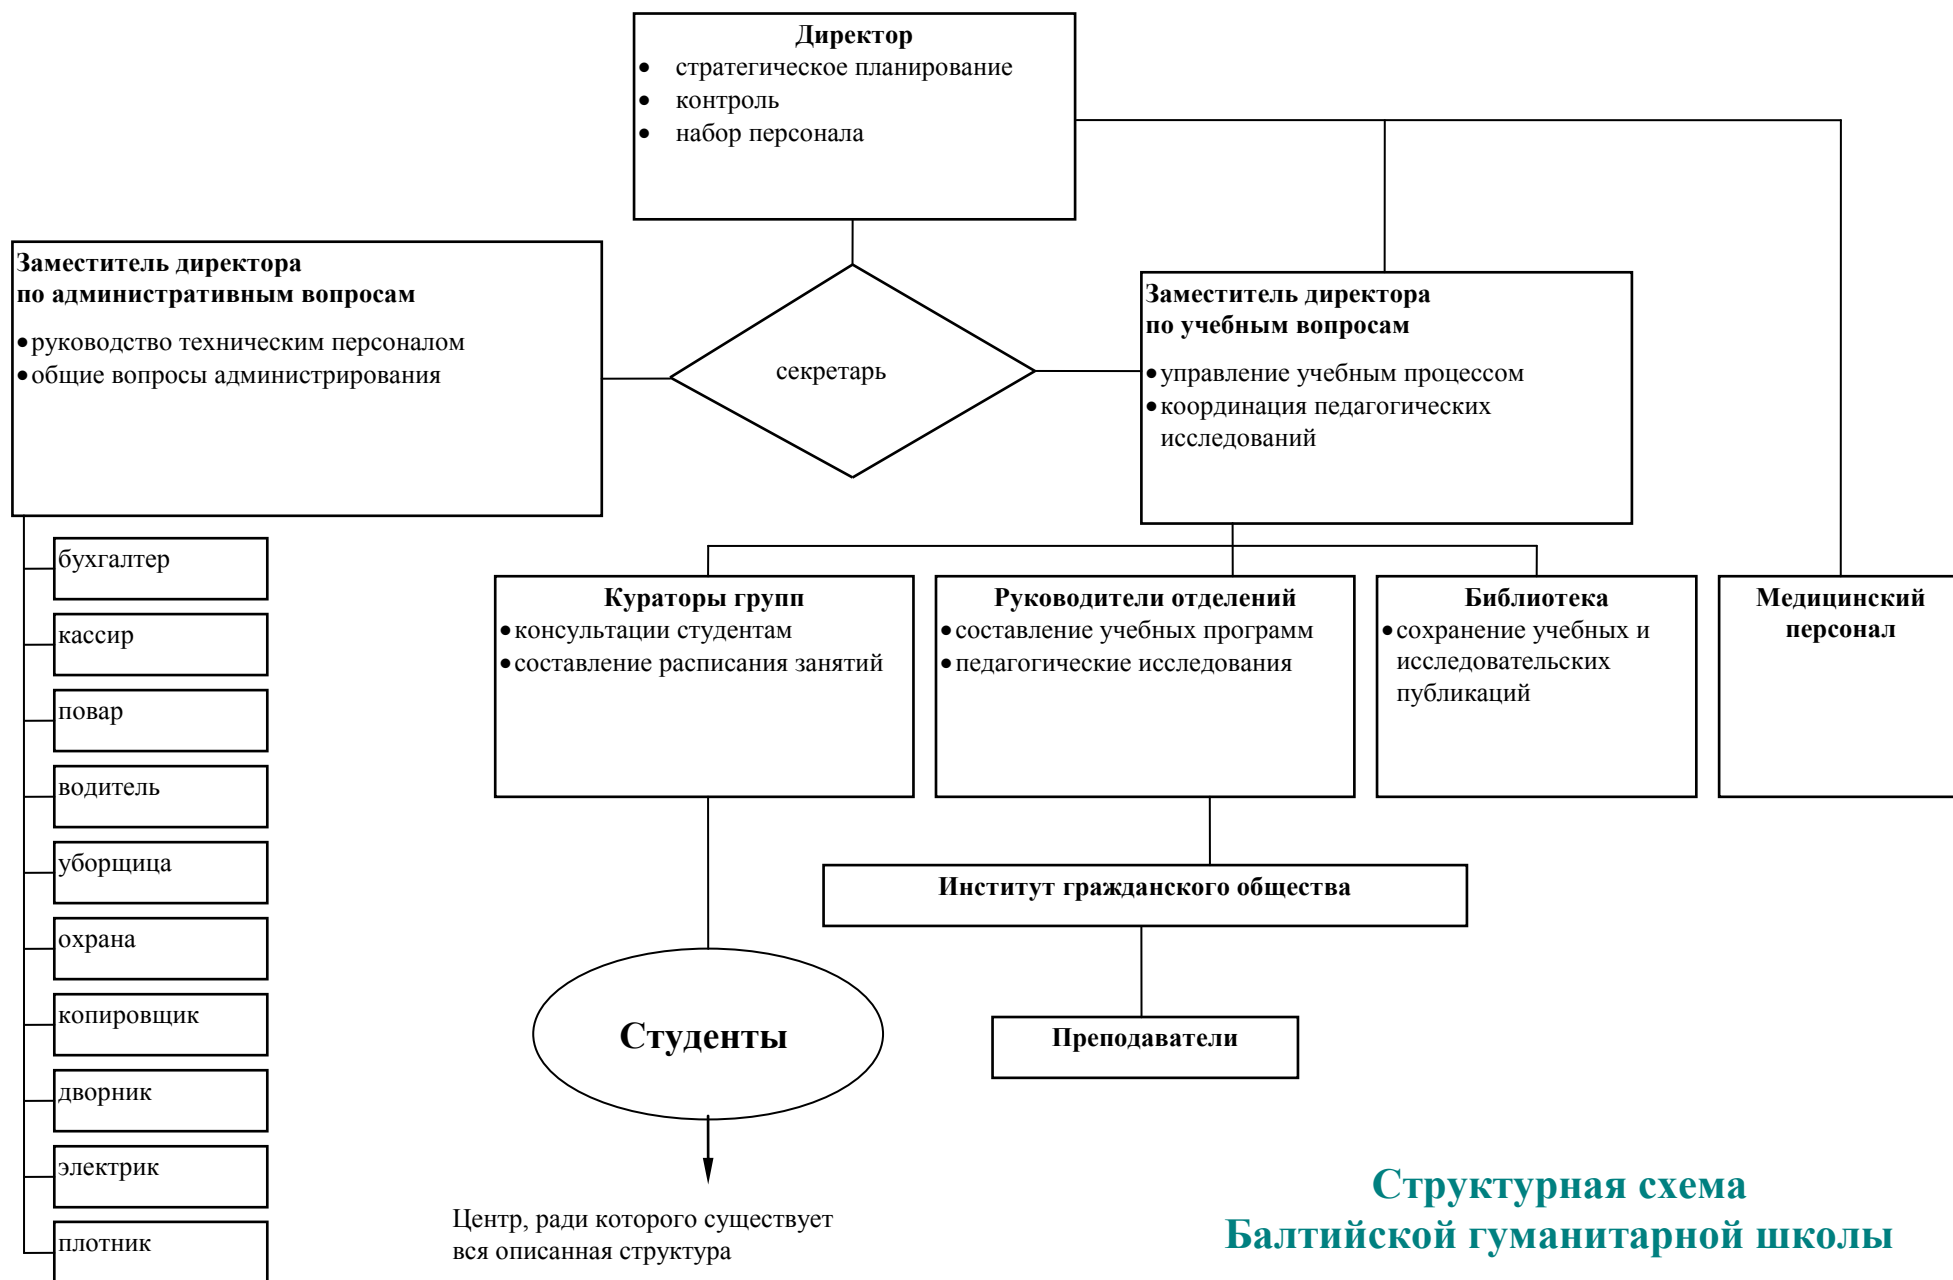 Директор
• стратегическое планирование
• контроль
• набор персонала
Заместитель директора
по административным вопросам
• руководство техническим персоналом
• общие вопросы администрирования
секретарь
Заместитель директора
по учебным вопросам
• управление учебным процессом
• координация педагогических
исследований
бухгалтер
кассир
повар
водитель
уборщица
охрана
копировщик
дворник
электрик
плотник
Кураторы групп
• консультации студентам
• составление расписания занятий
Руководители отделений
• составление учебных программ
• педагогические исследования
Библиотека
• сохранение учебных и
исследовательских
публикаций
Медицинский
персонал
Институт гражданского общества
Студенты
Преподаватели
Центр, ради которого существует
вся описанная структура
Структурная схема
Балтийской гуманитарной школы